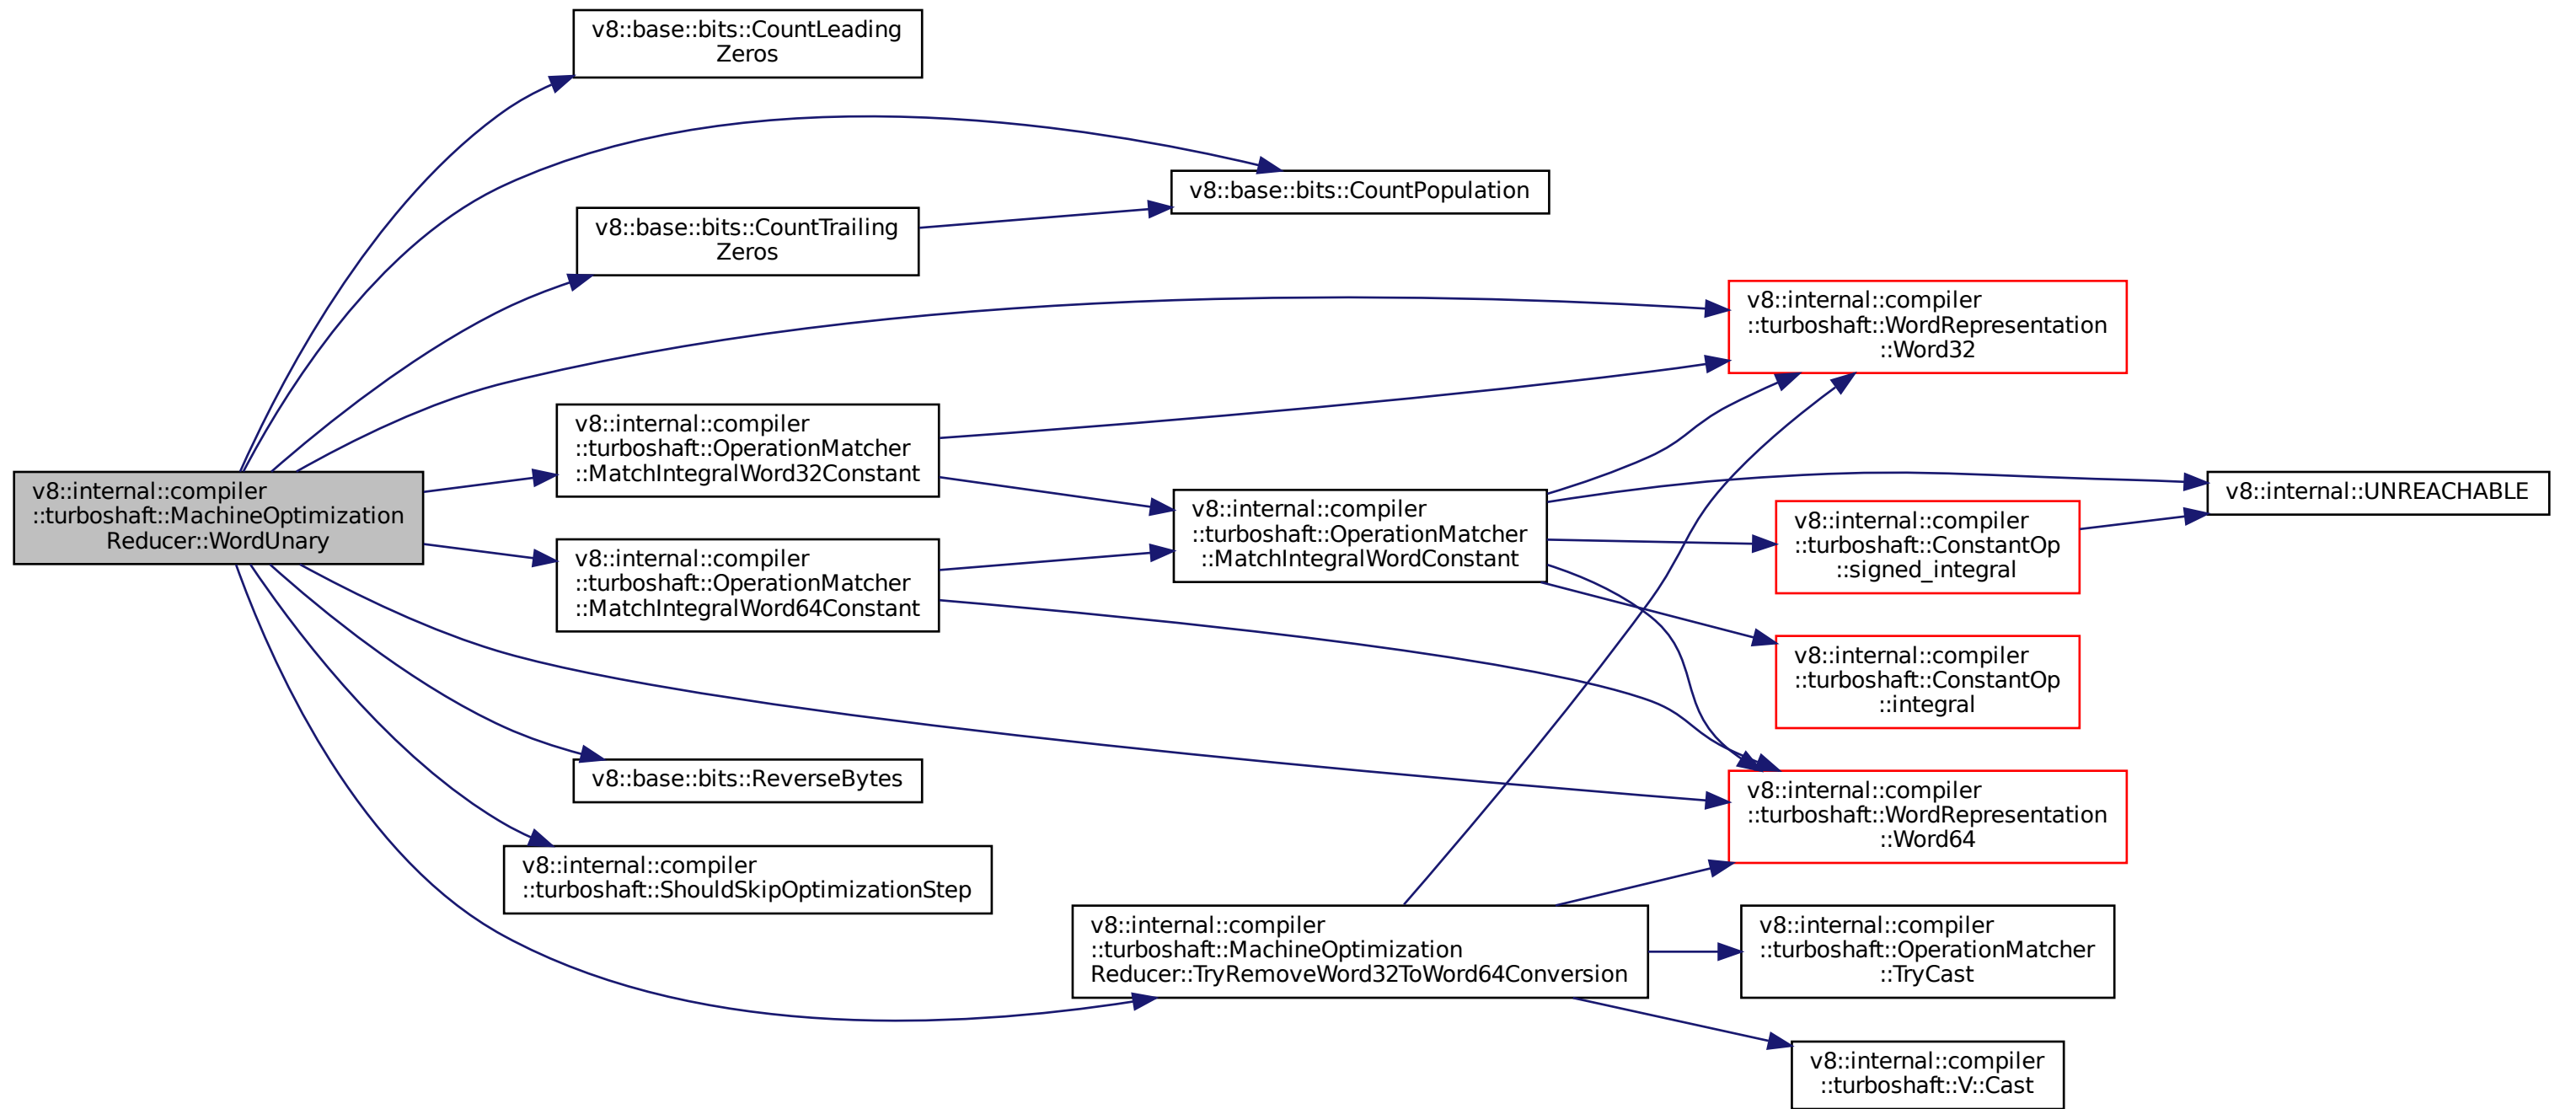 v8::base::bits::CountLeading
Zeros
v8::base::bits::CountPopulation
v8::base::bits::CountTrailing
Zeros
v8::internal::compiler
::turboshaft::WordRepresentation
::Word32
v8::internal::compiler
::turboshaft::OperationMatcher
::MatchIntegralWord32Constant
v8::internal::compiler
::turboshaft::MachineOptimization
Reducer::WordUnary
v8::internal::compiler
::turboshaft::OperationMatcher
::MatchIntegralWordConstant
v8::internal::UNREACHABLE
v8::internal::compiler
::turboshaft::ConstantOp
::signed_integral
v8::internal::compiler
::turboshaft::OperationMatcher
::MatchIntegralWord64Constant
v8::internal::compiler
::turboshaft::ConstantOp
::integral
v8::base::bits::ReverseBytes
v8::internal::compiler
::turboshaft::WordRepresentation
::Word64
v8::internal::compiler
::turboshaft::ShouldSkipOptimizationStep
v8::internal::compiler
::turboshaft::MachineOptimization
Reducer::TryRemoveWord32ToWord64Conversion
v8::internal::compiler
::turboshaft::OperationMatcher
::TryCast
v8::internal::compiler
::turboshaft::V::Cast